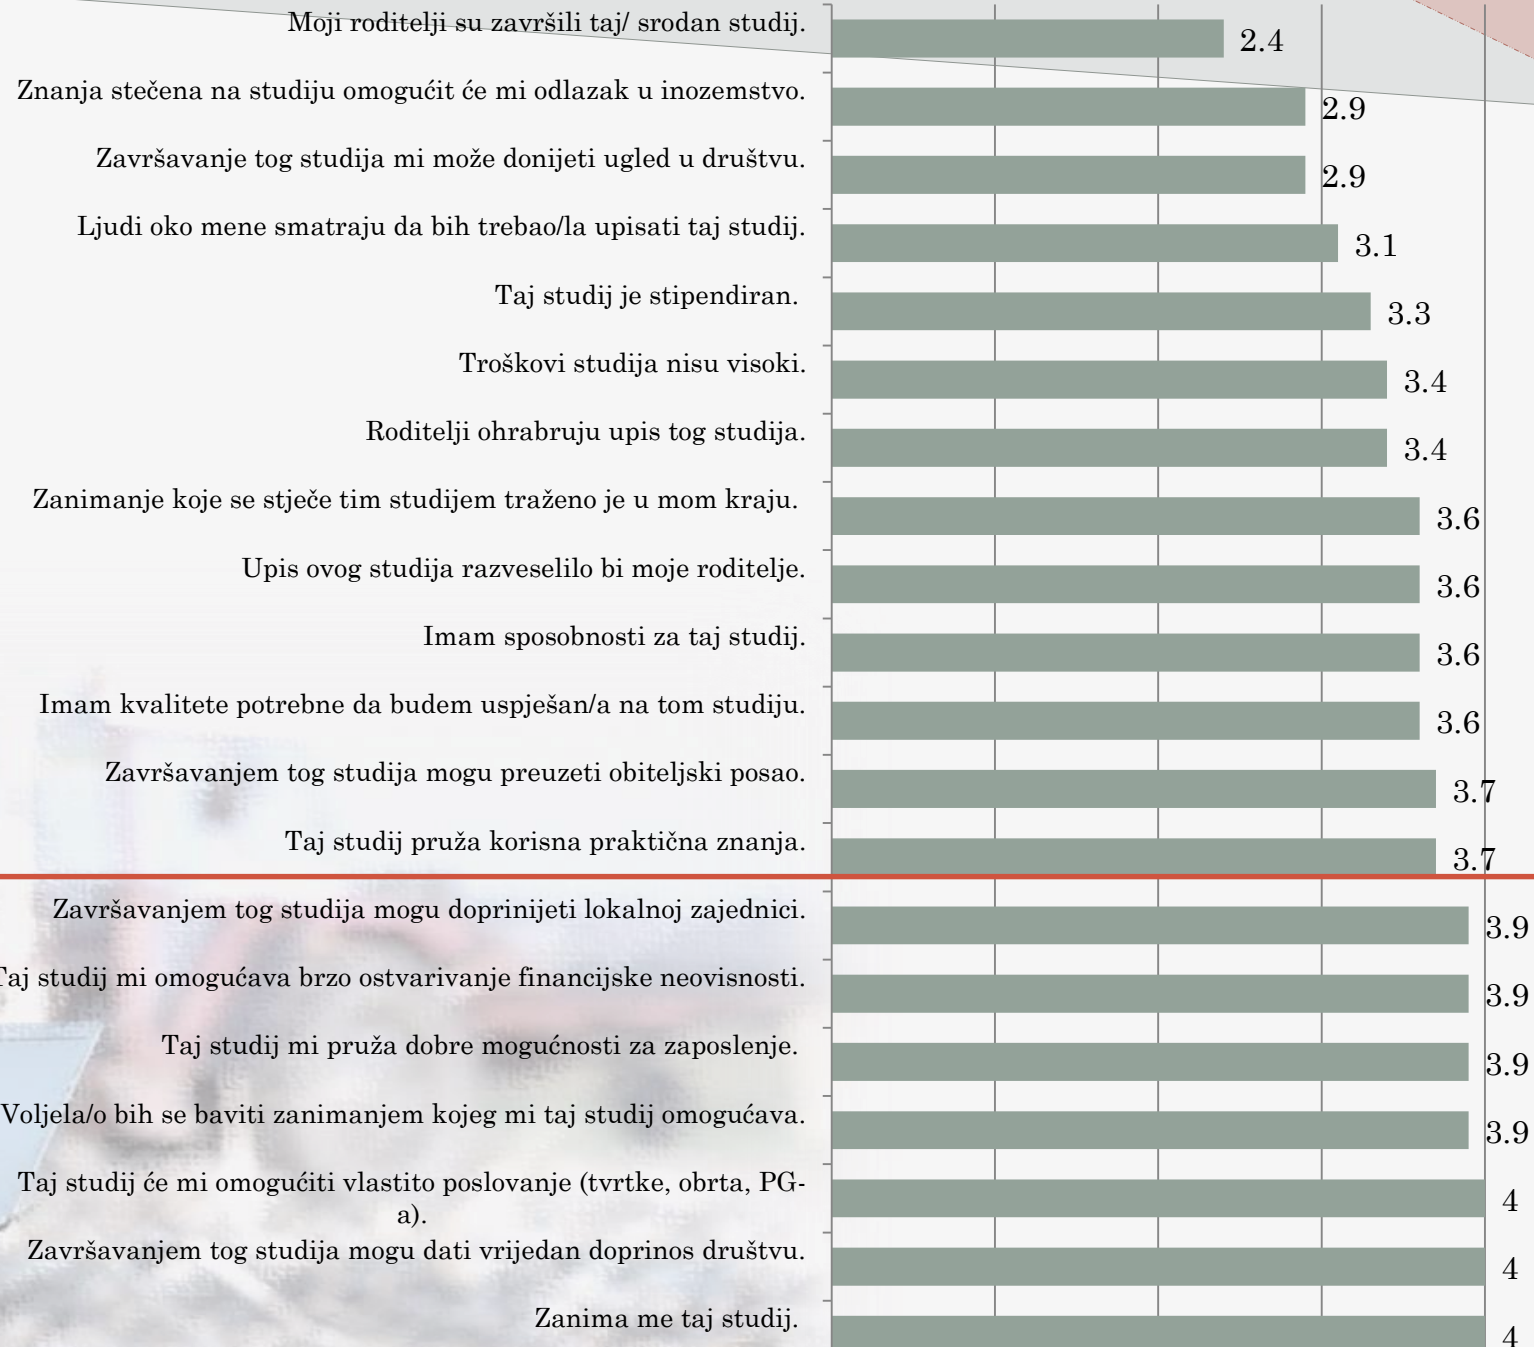 Moji roditelji su završili taj/ srodan studij.
2.4
Znanja stečena na studiju omogućit će mi odlazak u inozemstvo.
2.9
Završavanje tog studija mi može donijeti ugled u društvu.
2.9
Ljudi oko mene smatraju da bih trebao/la upisati taj studij.
3.1
Taj studij je stipendiran.
3.3
Troškovi studija nisu visoki.
3.4
Roditelji ohrabruju upis tog studija.
3.4
Zanimanje koje se stječe tim studijem traženo je u mom kraju.
3.6
Upis ovog studija razveselilo bi moje roditelje.
3.6
Imam sposobnosti za taj studij.
3.6
Imam kvalitete potrebne da budem uspješan/a na tom studiju.
3.6
Završavanjem tog studija mogu preuzeti obiteljski posao.
3.7
Taj studij pruža korisna praktična znanja.
3.7
Završavanjem tog studija mogu doprinijeti lokalnoj zajednici.
3.9
Taj studij mi omogućava brzo ostvarivanje financijske neovisnosti.
3.9
Taj studij mi pruža dobre mogućnosti za zaposlenje.
3.9
Voljela/o bih se baviti zanimanjem kojeg mi taj studij omogućava.
3.9
Taj studij će mi omogućiti vlastito poslovanje (tvrtke, obrta, PG-
a).
4
Završavanjem tog studija mogu dati vrijedan doprinos društvu.
4
Zanima me taj studij.
4